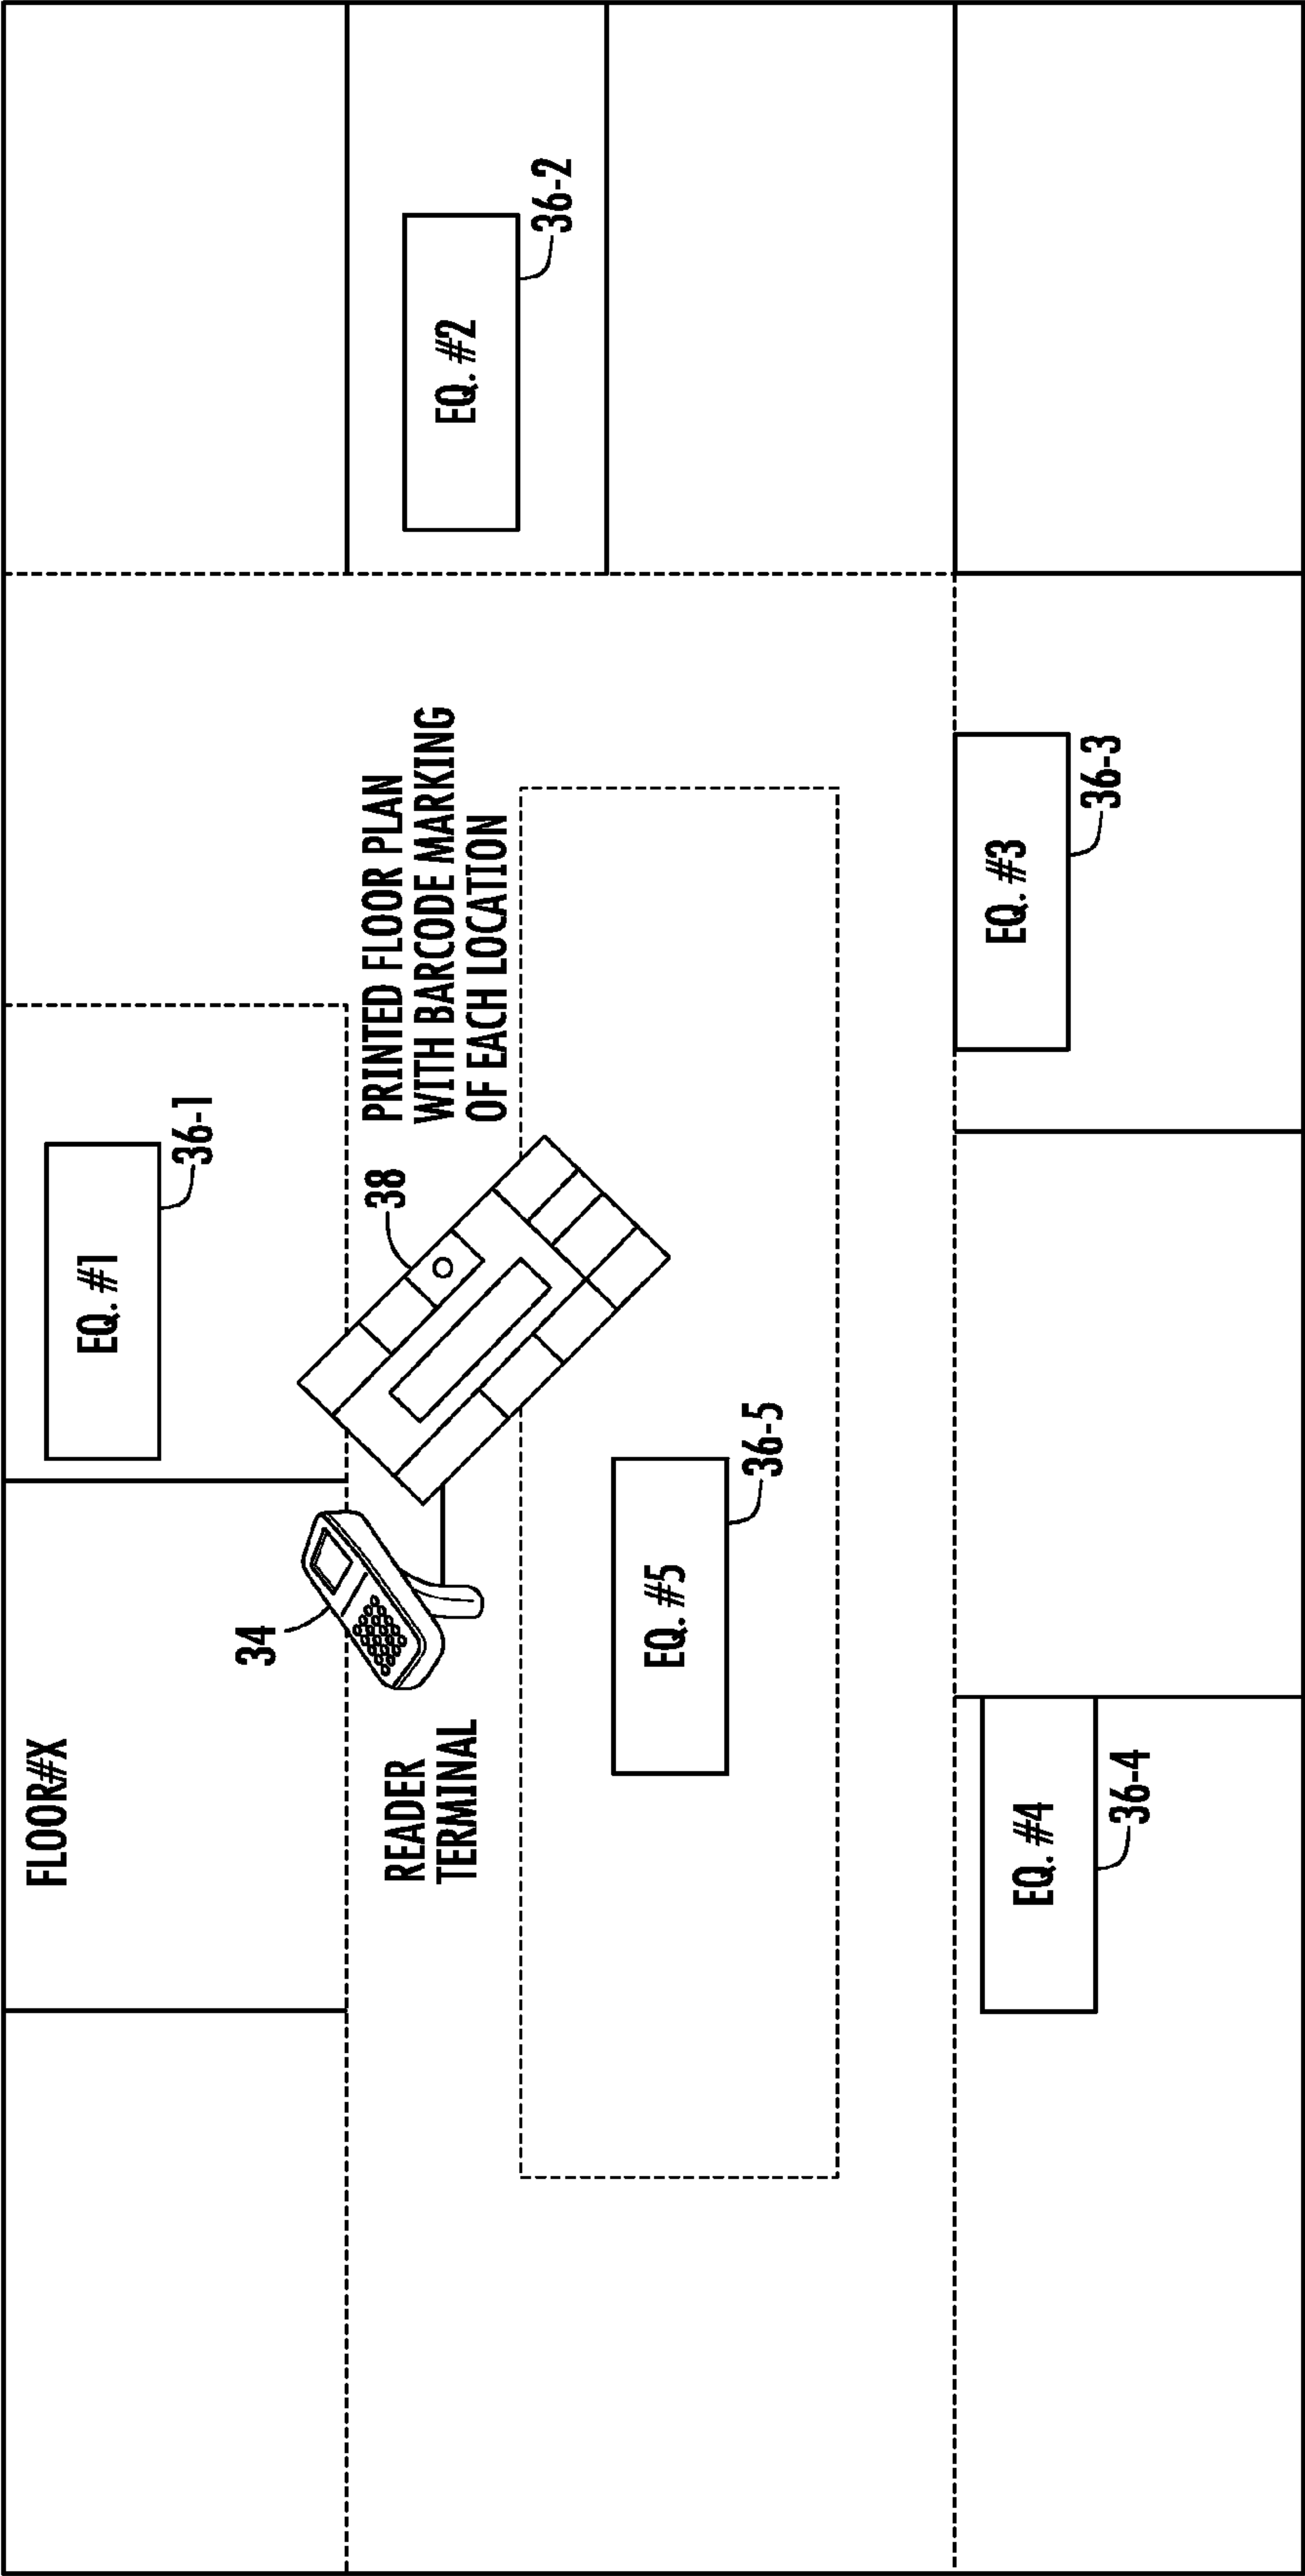 FLOOR#X
EQ. #1
36-1
34
READER
TERMINAL
38
PRINTED FLOOR PLAN
WITH BARCODE MARKING
OF EACH LOCATION
EQ. #2
36-2
EQ. #5
36-5
EQ. #4
36-4
EQ. #3
36-3